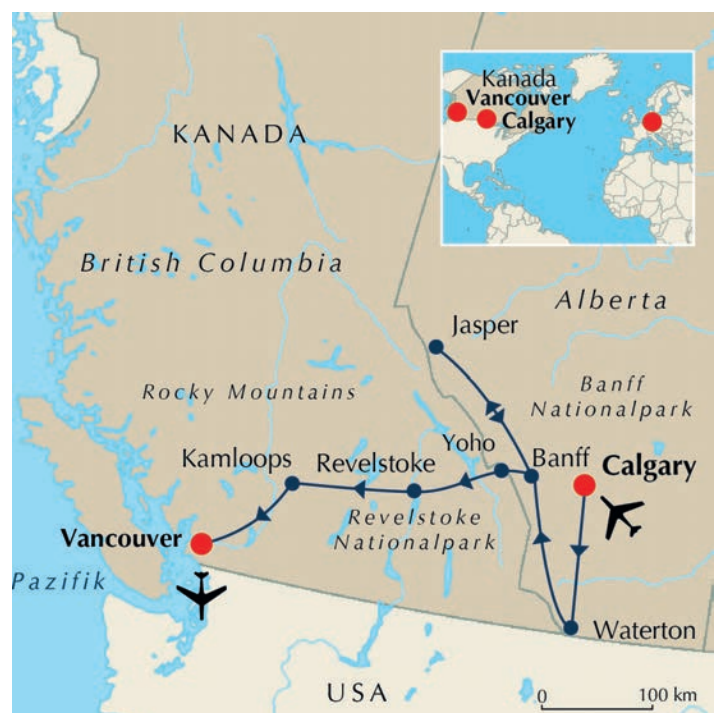 Kanada
Vancouver
Calgary
KANADA
British Columbia
Alberta
Jasper
Rocky Mountains
Banff
Nationalpark
Kamloops
Revelstoke
Yoho
Banff
Calgary
Revelstoke
Nationalpark
Vancouver
Pazifik
Waterton
USA
0 100 km